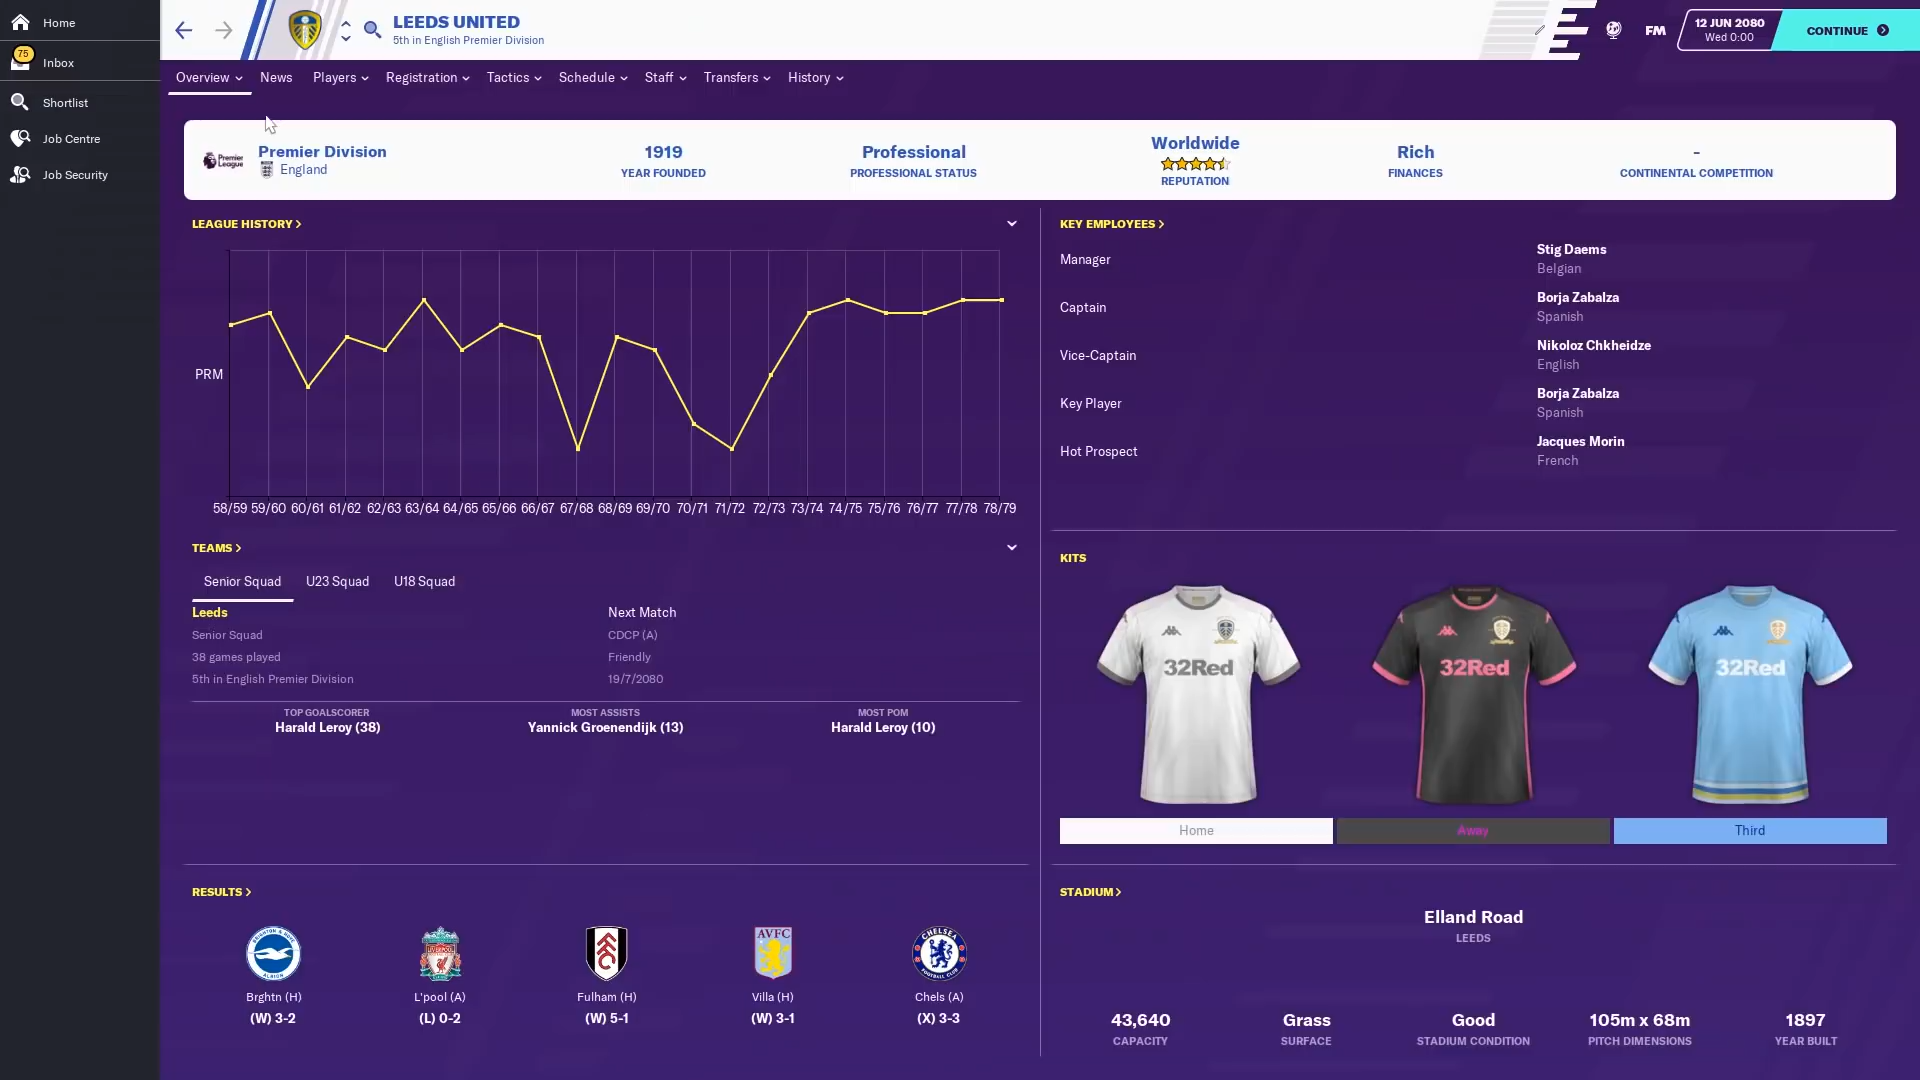 Home
75
Inbox
Shortlist
Job Centre
Job Security
LEEDS UNITED
5th in English Premier Division
FM
12 JUN 2080
Wed 0:00
CONTINUE
Overview
News
Players
Registration
Tactics
Schedule
Staff
Transfers
History
Premier League
Premier Division
England
1919
YEAR FOUNDED
Professional
PROFESSIONAL STATUS
Worldwide
REPUTATION
Rich
FINANCES
-
CONTINENTAL COMPETITION
LEAGUE HISTORY >
PRM
58/59 59/60 60/61 61/62 62/63 63/64 64/65 65/66 66/67 67/68 68/69 69/70 70/71 71/72 72/73 73/74 74/75 75/76 76/77 77/78 78/79
KEY EMPLOYEES >
Manager
Stig Daems
Belgian
Captain
Borja Zabalza
Spanish
Vice-Captain
Nikoloz Chkheidze
English
Key Player
Borja Zabalza
Spanish
Hot Prospect
Jacques Morin
French
TEAMS >
Senior Squad
U23 Squad
U18 Squad
Leeds
Senior Squad
38 games played
5th in English Premier Division
Next Match
CDCP (A)
Friendly
19/7/2080
TOP GOALSCORER
Harald Leroy (38)
MOST ASSISTS
Yannick Groenendijk (13)
MOST POM
Harald Leroy (10)
KITS
32Red
32Red
32Red
Home
Away
Third
RESULTS >
AVFC
CHELSEA
Brghtn (H)
(W) 3-2
L'pool (A)
(L) 0-2
Fulham (H)
(W) 5-1
Villa (H)
(W) 3-1
Chels (A)
(X) 3-3
STADIUM >
Elland Road
LEEDS
43,640
CAPACITY
Grass
SURFACE
Good
STADIUM CONDITION
105m x 68m
PITCH DIMENSIONS
1897
YEAR BUILT